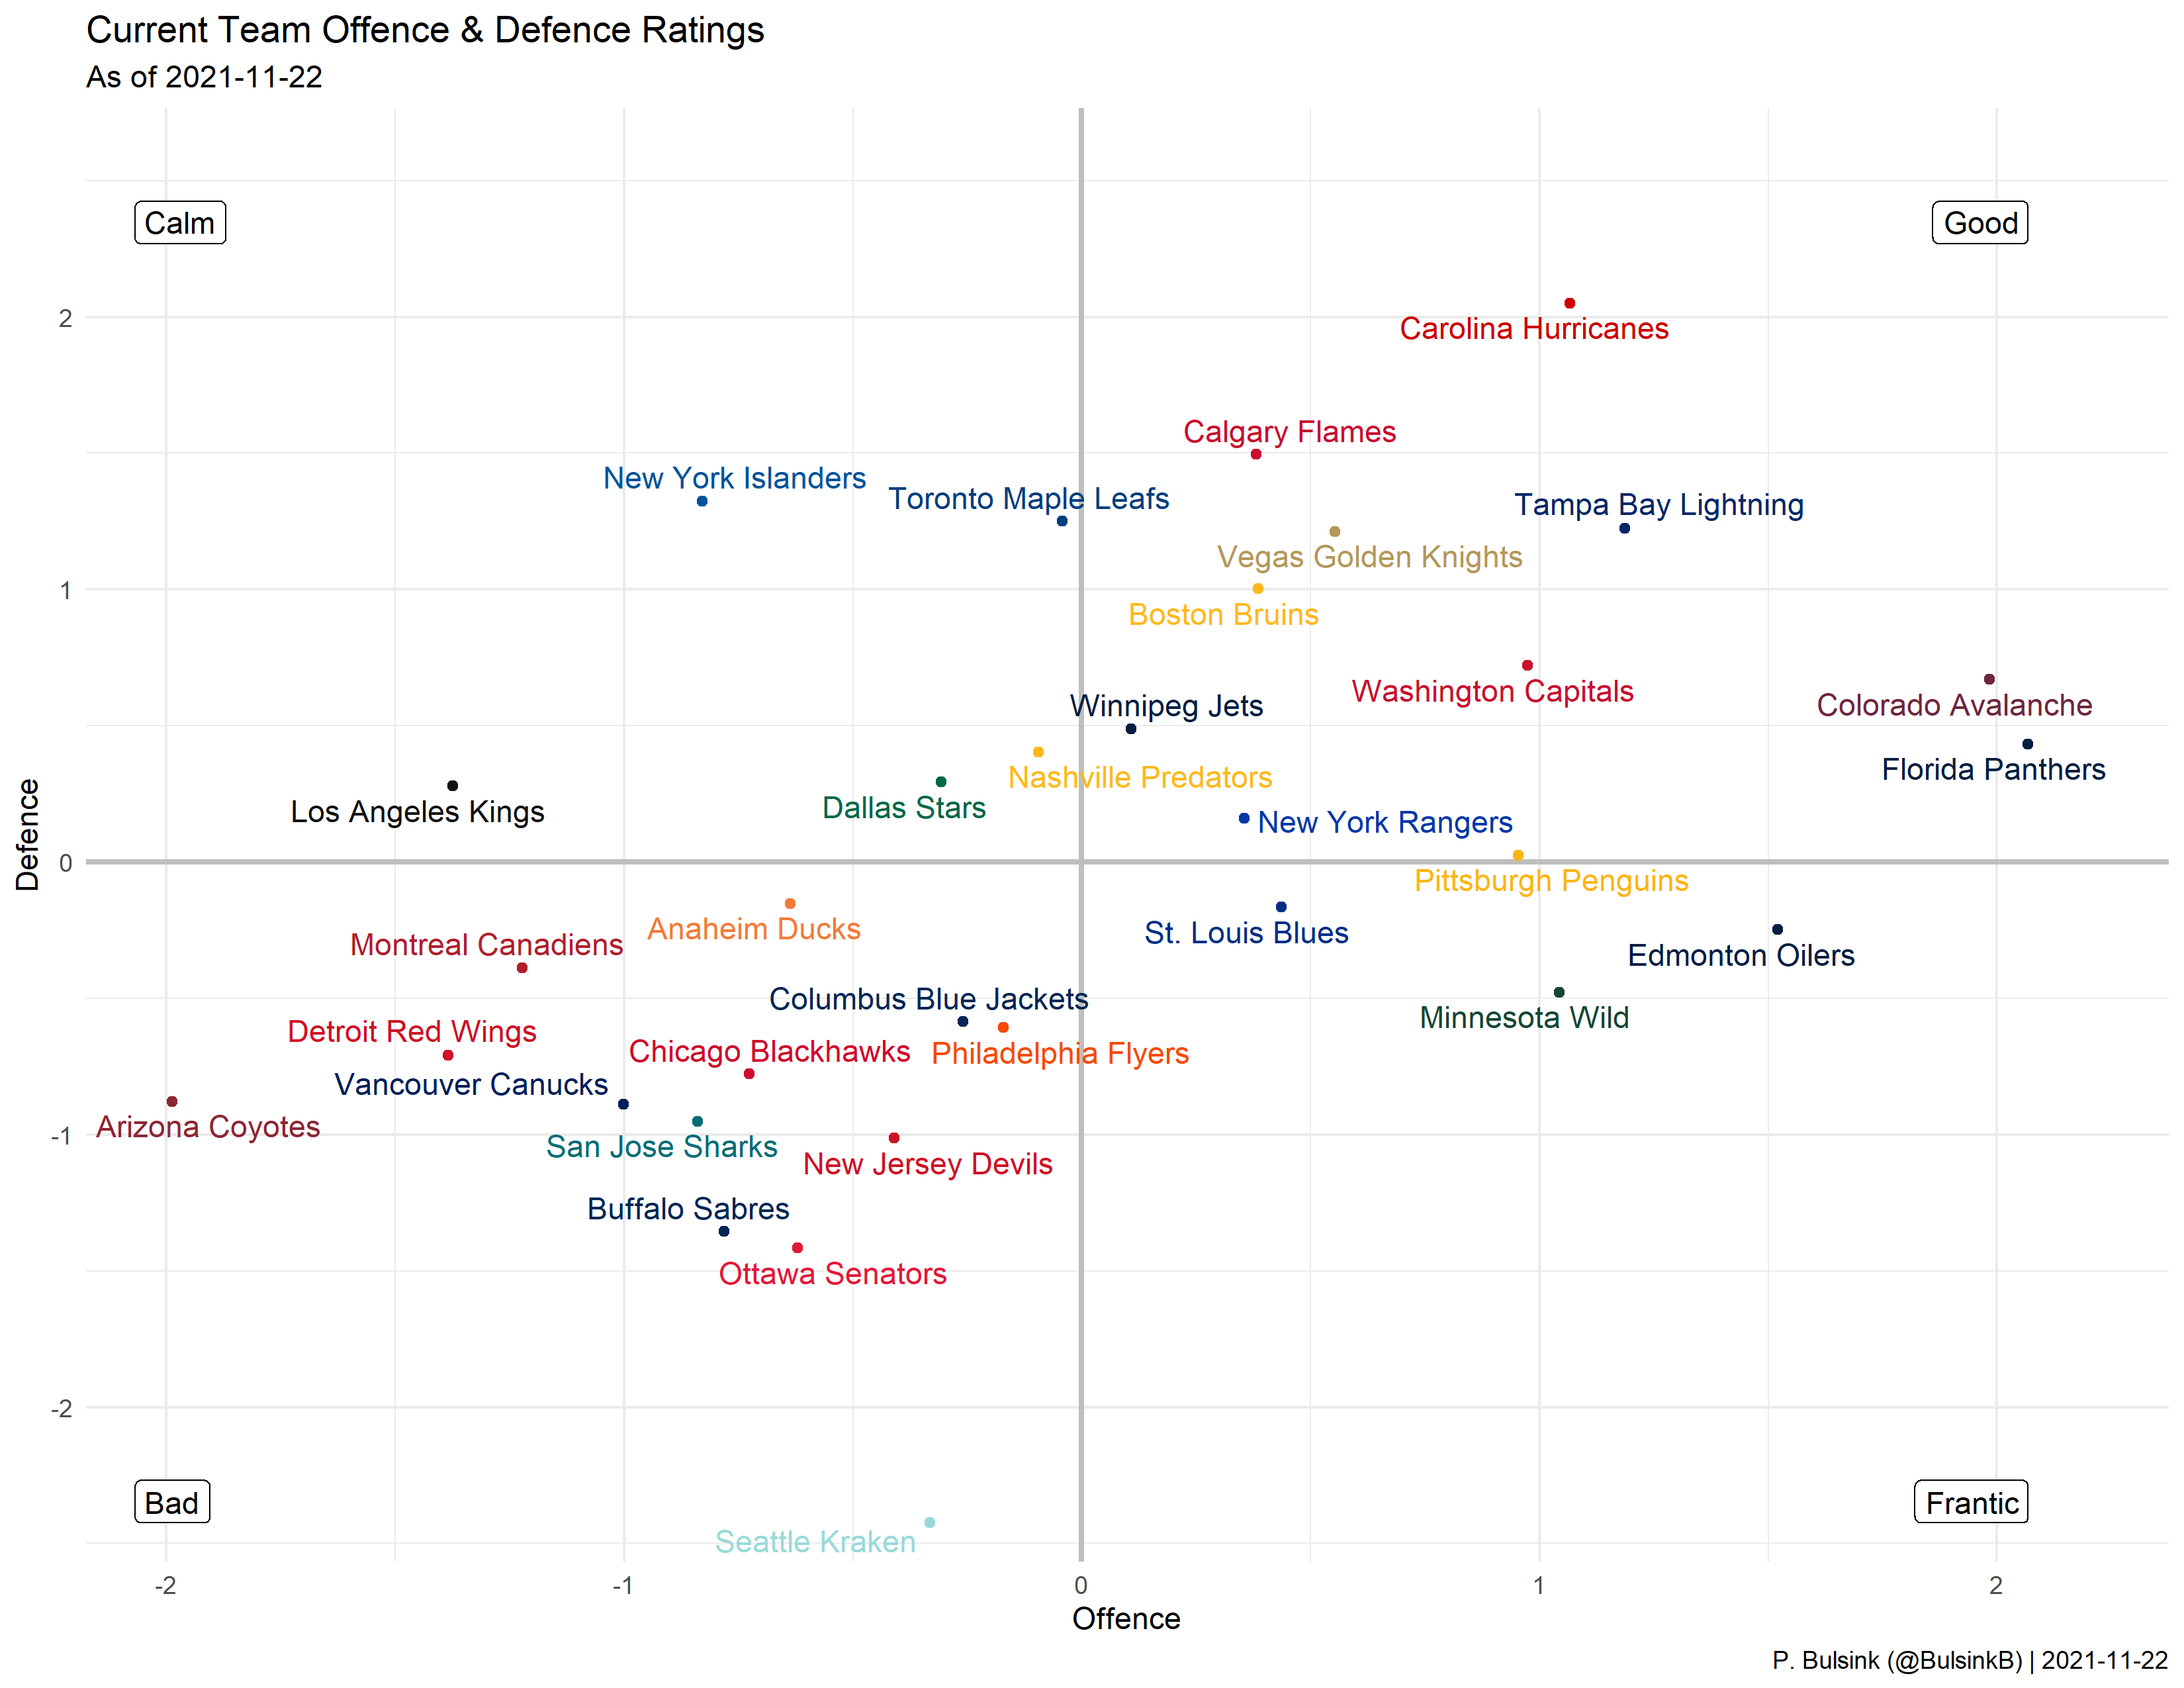 Current Team Offence & Defence Ratings
As of 2021-11-22
Calm
Good
2
Carolina Hurricanes
Calgary Flames
New York Islanders
Toronto Maple Leafs
Tampa Bay Lightning
Vegas Golden Knights
1
Boston Bruins
Washington Capitals
Colorado Avalanche
Winnipeg Jets
Florida Panthers
Nashville Predators
Dallas Stars
Los Angeles Kings
New York Rangers
Defence
0
Pittsburgh Penguins
Anaheim Ducks
St. Louis Blues
Montreal Canadiens
Edmonton Oilers
Columbus Blue Jackets
Minnesota Wild
Detroit Red Wings
Chicago Blackhawks
Philadelphia Flyers
Vancouver Canucks
Arizona Coyotes
-1
San Jose Sharks
New Jersey Devils
Buffalo Sabres
Ottawa Senators
-2
Bad
Frantic
Seattle Kraken
-2
-1
0
1
2
Offence
P. Bulsink (@BulsinkB) | 2021-11-22